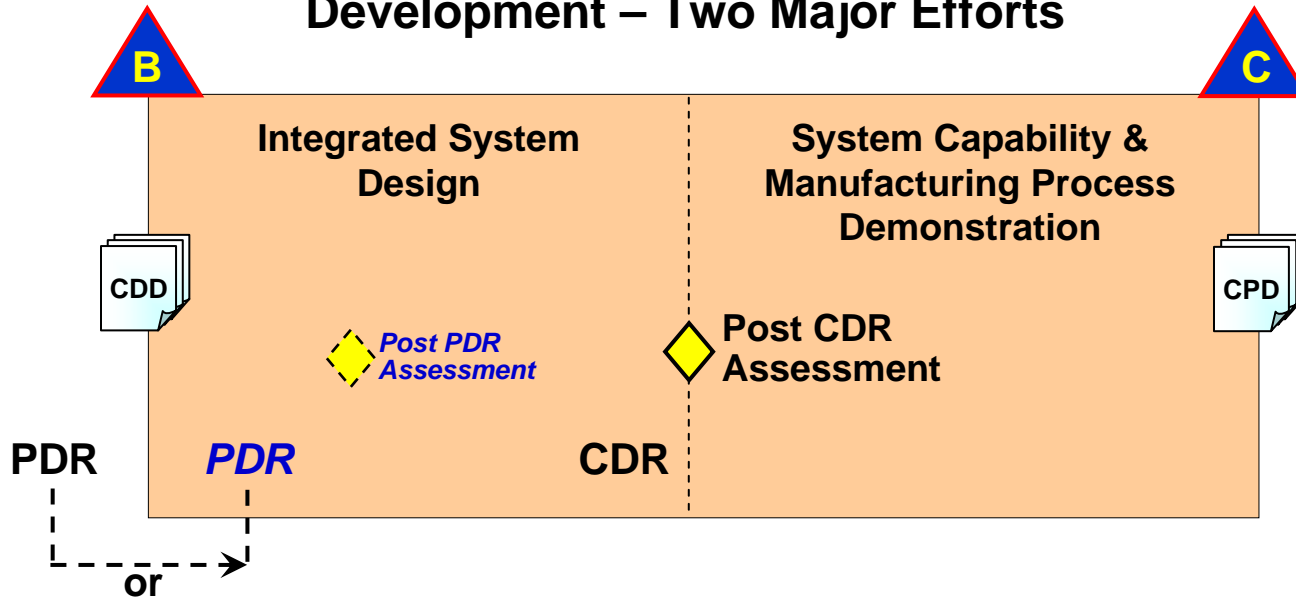 Development – Two Major Efforts
B
C
Integrated System
Design
System Capability &
Manufacturing Process
Demonstration
CDD
CPD
Post PDR
Assessment
Post CDR
Assessment
PDR
PDR
CDR
or